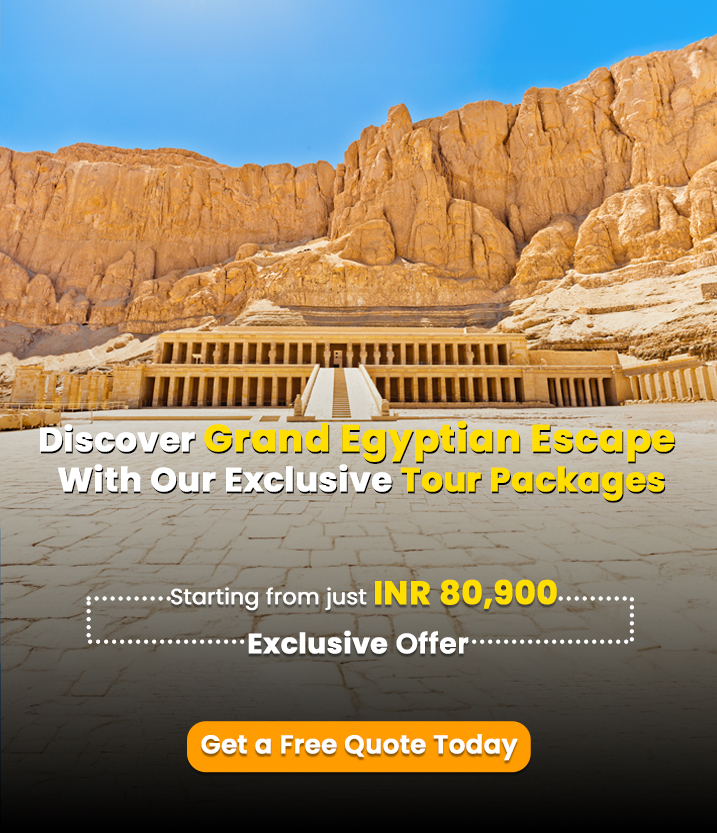 Discover Grand Egyptian Escape
With Our Exclusive Tour Packages
Starting from just INR 80,900
Exclusive Offer
Get a Free Quote Today